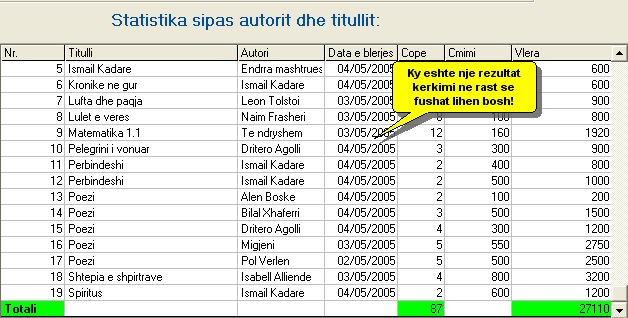 Statistika sipas autorit dhe titullit:
Nr. Titulli Autori Data e blerjes Cope Cmimi Vlera
5 Ismail Kadare Endrra mashtrues 04/05/2005 600
6 Kronike ne gur Ismail Kadare 04/05/2005 600
7 Lufta dhe paqja Leon Tolstoi 03/05/2005 900
8 Lulet e veres Naim Frasheri 03/05/2005 8 100 800
9 Matematika 1.1 Te ndryshem 03/05/2005 12 160 1920
10 Pelegrini i vonuar Dritero Agolli 04/05/2005 3 300 900
11 Perbindeshi Ismail Kadare 04/05/2005 2 400 800
12 Perbindeshi Ismail Kadare 04/05/2005 2 500 1000
13 Poezi Alen Boske 04/05/2005 2 100 200
14 Poezi Bilal Xhaferri 04/05/2005 3 500 1500
15 Poezi Dritero Agolli 04/05/2005 4 300 1200
16 Poezi Migjeni 03/05/2005 5 550 2750
17 Poezi Pol Verlen 02/05/2005 5 500 2500
18 Shtepia e shpirtrave Isabell Alliende 03/05/2005 4 800 3200
19 Spiritus Ismail Kadare 04/05/2005 2 600 1200
Totali 87 27110
Ky eshte nje rezultat
kerkimi ne rast se
fushat lihen bosh!